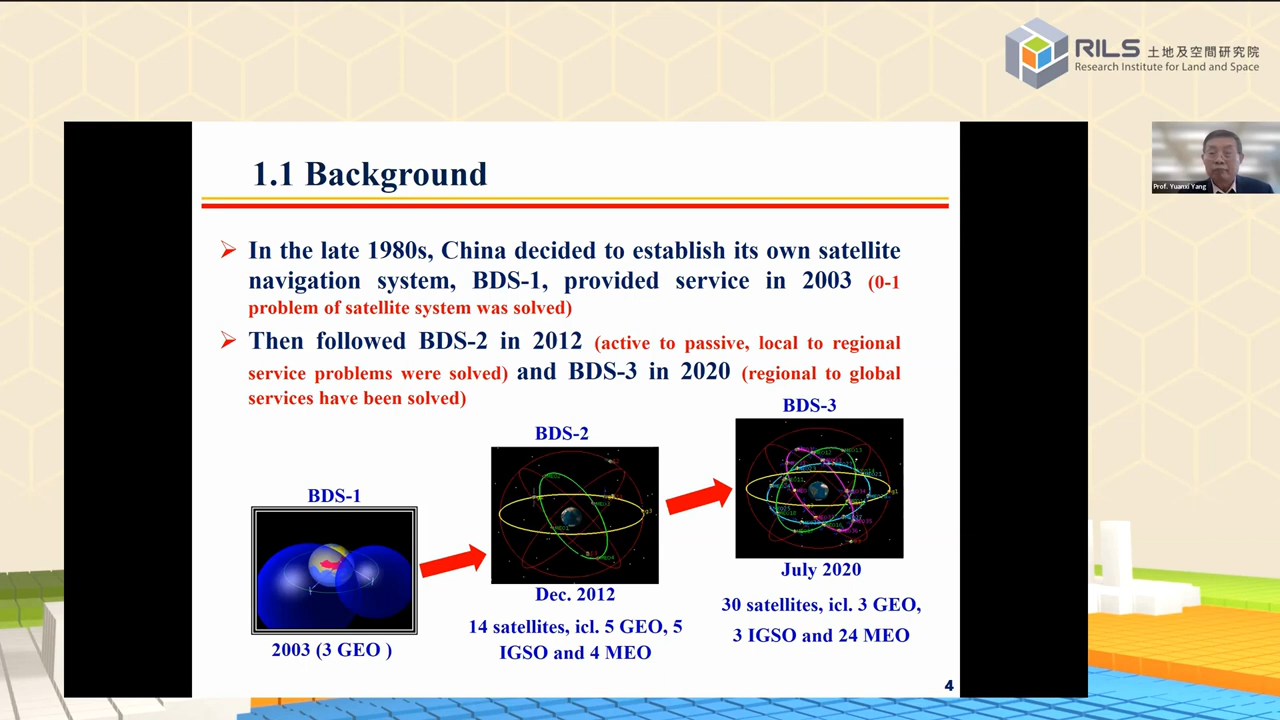 RILS 土地及空間研究院
Research Institute for Land and Space
Prof. Yuanxi Yang
1.1 Background
In the late 1980s, China decided to establish its own satellite
navigation system, BDS-1, provided service in 2003 (0-1
problem of satellite system was solved)
Then followed BDS-2 in 2012 (active to passive, local to regional
service problems were solved) and BDS-3 in 2020 (regional to global
services have been solved)
BDS-1
2003 (3 GEO )
BDS-2
Dec. 2012
14 satellites, icl. 5 GEO, 5
IGSO and 4 MEO
BDS-3
July 2020
30 satellites, icl. 3 GEO,
3 IGSO and 24 MEO
4